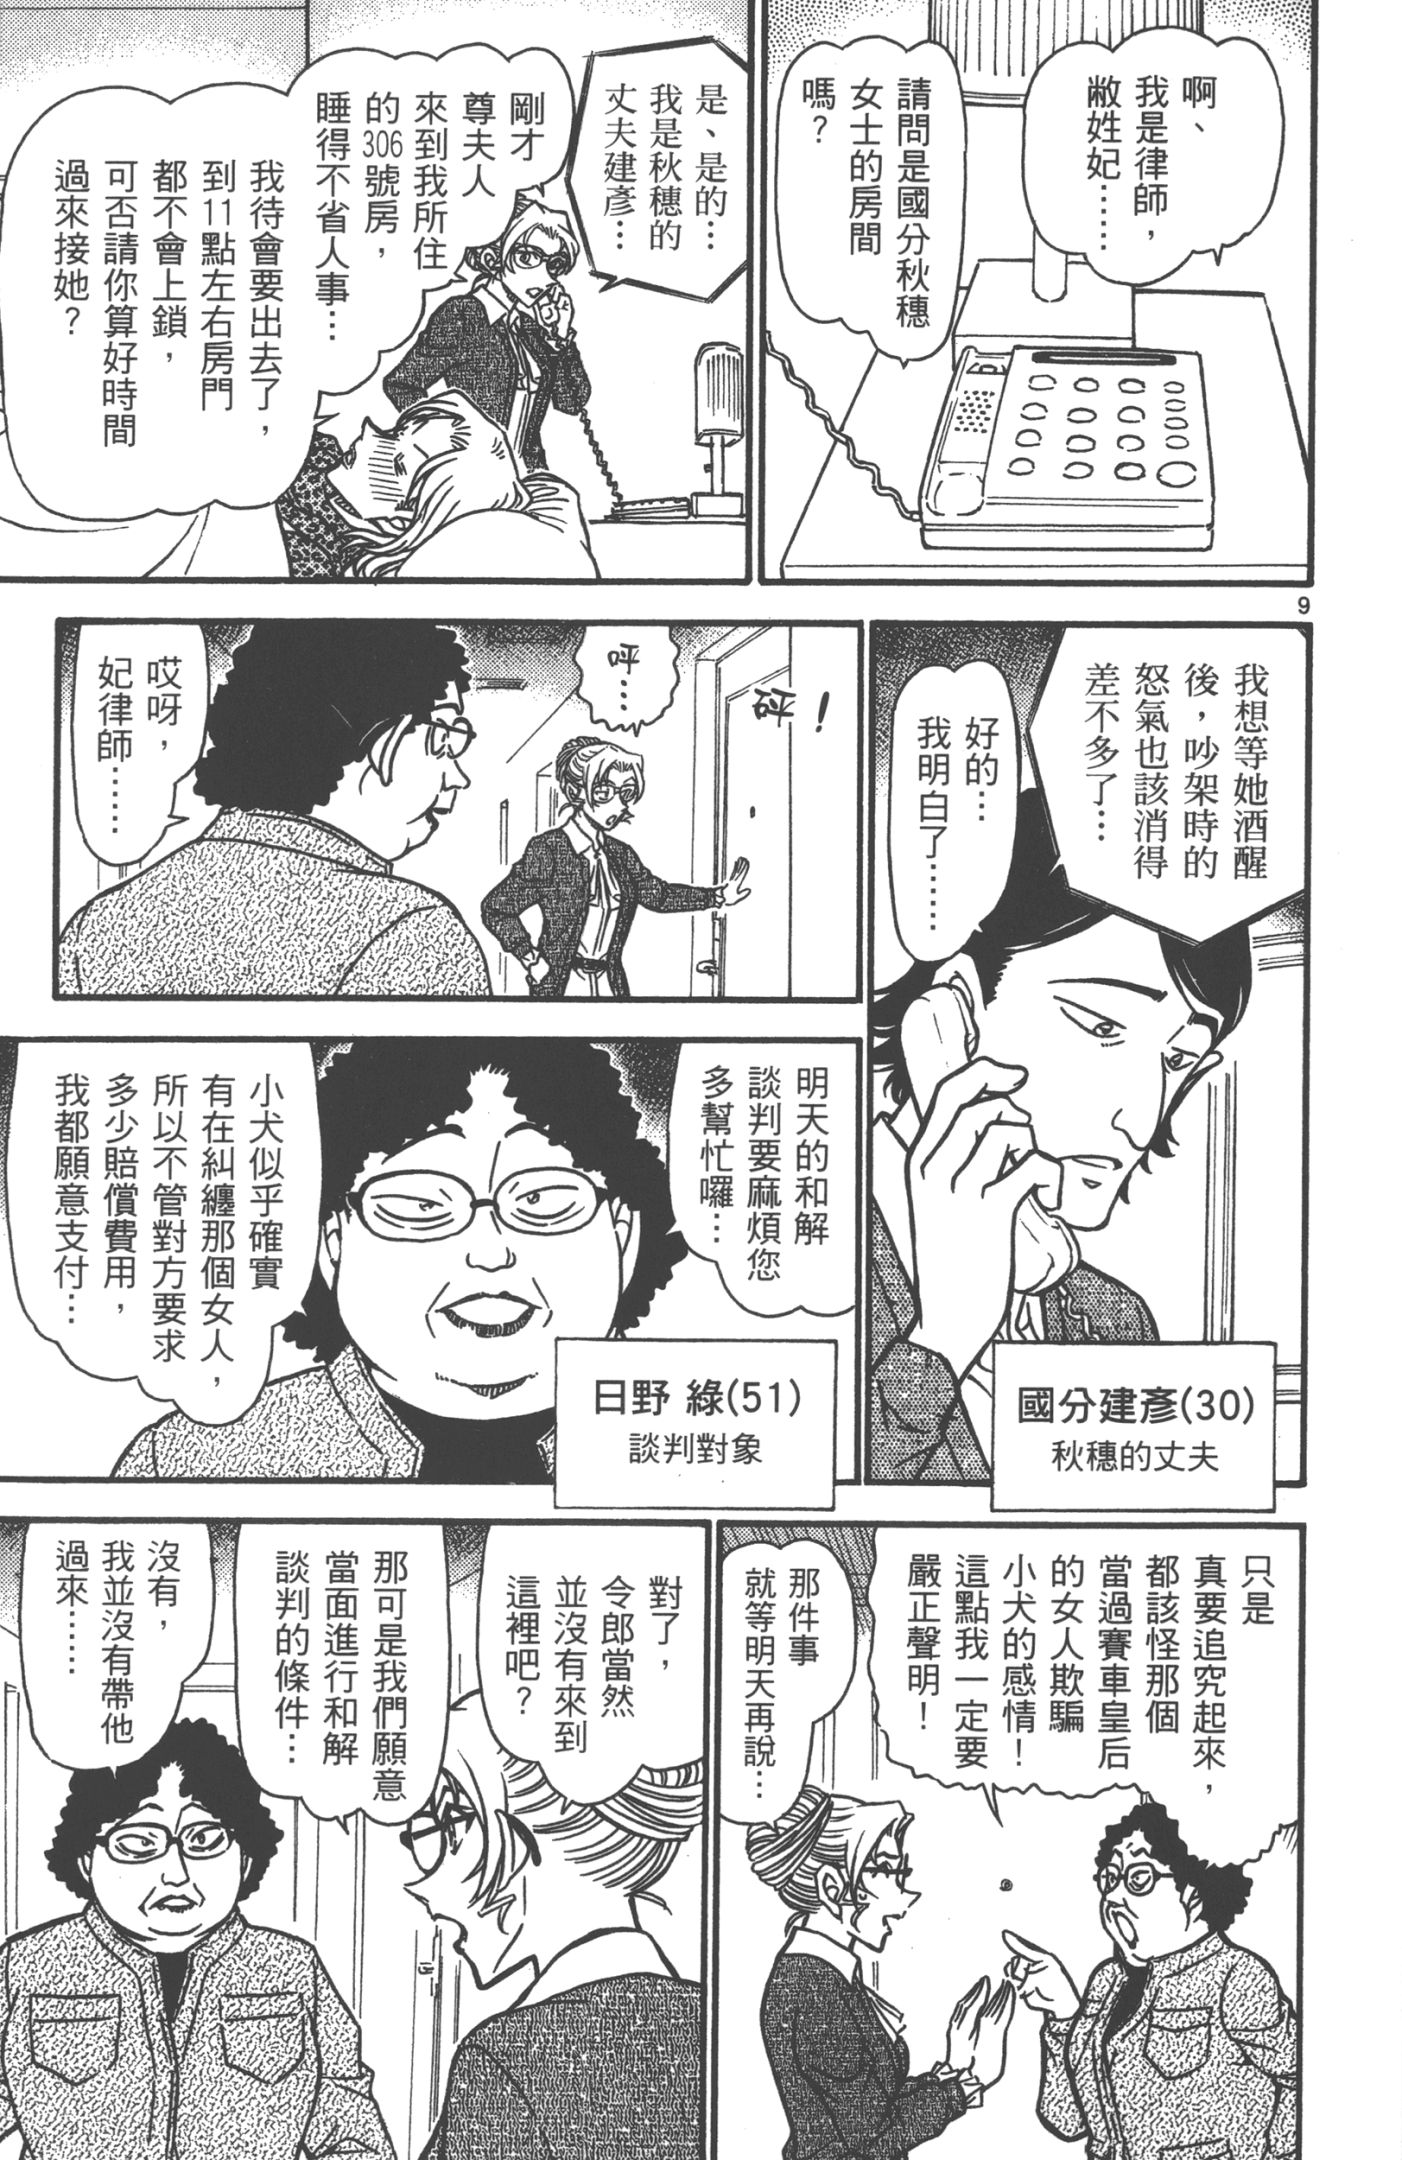 啊、
我是律師，
敝姓妃……
請問是國分秋穗
女士的房間
嗎？
是、是的…
我是秋穗的
丈夫建彥…
剛才
尊夫人
來到我所住
的306號房，
睡得不省人事…
我待會要出去了，
到11點左右房門
都不會上鎖，
可否請你算好時間
過來接她？
9
我想等她酒醒
後，吵架時的
怒氣也該消得
差不多了…
好的…
我明白了……
國分建彥(30)
秋穗的丈夫
砰！
呼…
哎呀，
妃律師……
明天的和解
談判要麻煩您
多幫忙囉…
小犬似乎確實
有在糾纏那個女人，
所以不管對方要求
多少賠償費用，
我都願意支付…
日野 綠(51)
談判對象
只是
真要追究起來，
都該怪那個
當過賽車皇后
的女人欺騙
小犬的感情！
這點我一定要
嚴正聲明！
那件事
就等明天再說…
對了，
令郎當然
並沒有來到
這裡吧？
那可是我們願意
當面進行和解
談判的條件…
沒有，
我並沒有帶他
過來……